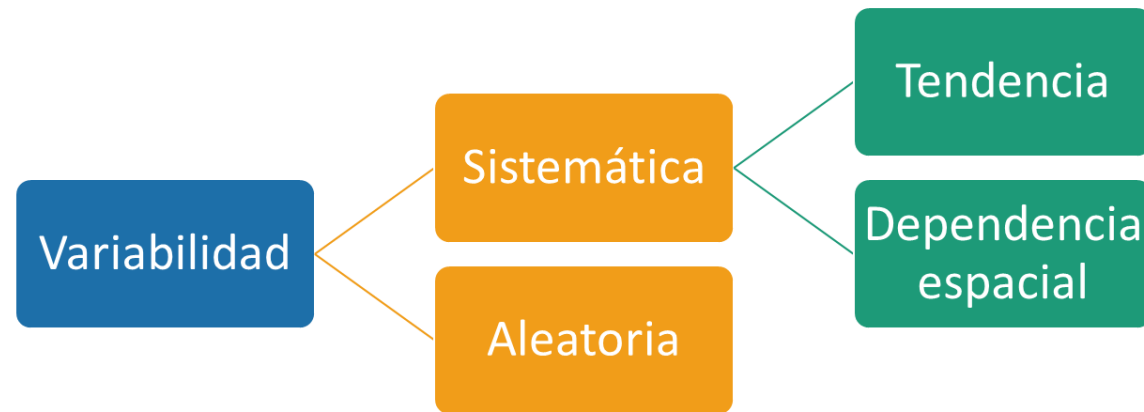 Variabilidad
Sistemática
Aleatoria
Tendencia
Dependencia
espacial